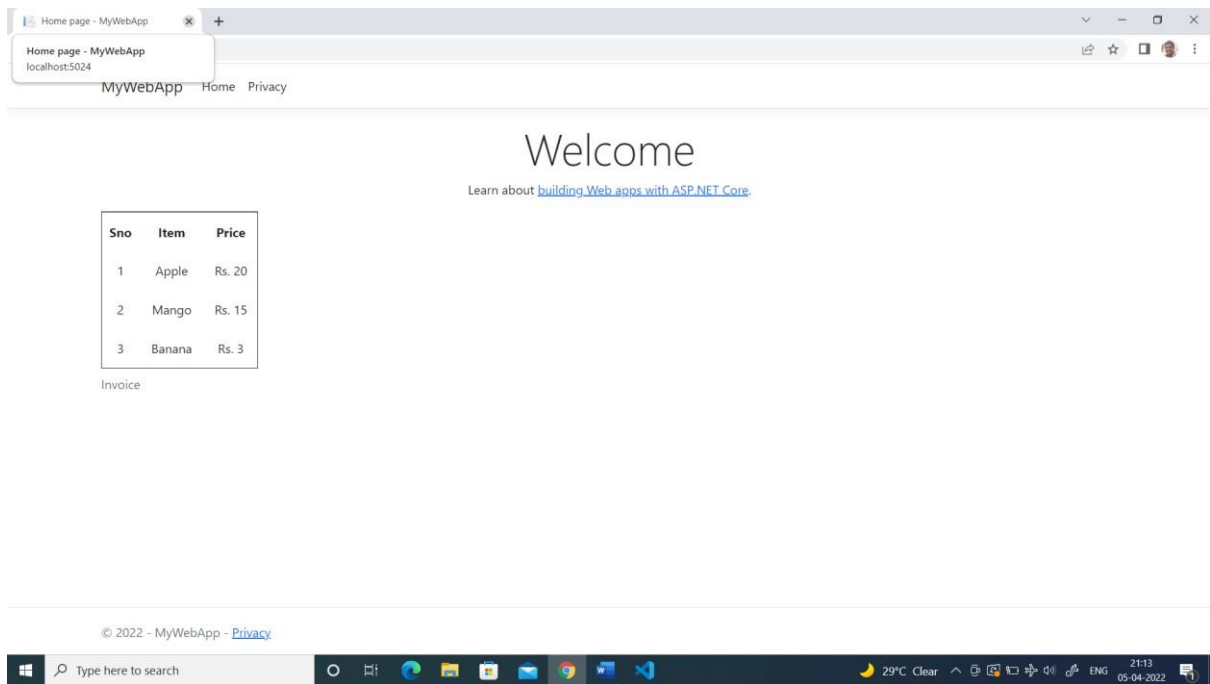 Home page - MyWebApp
Home page - MyWebApp
localhost:5024
MyWebApp Home Privacy
Welcome
Learn about building Web apps with ASP.NET Core.
Sno Item Price
1 Apple Rs. 20
2 Mango Rs. 15
3 Banana Rs. 3
Invoice
© 2022 - MyWebApp - Privacy
Type here to search
29°C Clear ENG 21:13
05-04-2022